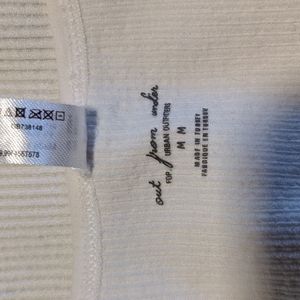 out from under
FOR URBAN OUTFITTERS
M M
MADE IN TURKEY
FABRIQUE EN TURQUIE